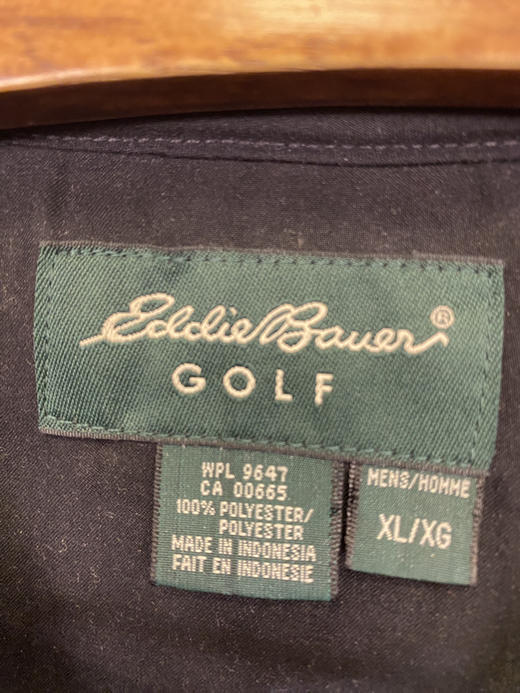 Eddie Bauer®
GOLF
WPL 9647
CA 00665
100% POLYESTER/
POLYESTER
MADE IN INDONESIA
FAIT EN INDONESIE
MENS/HOMME
XL/XG